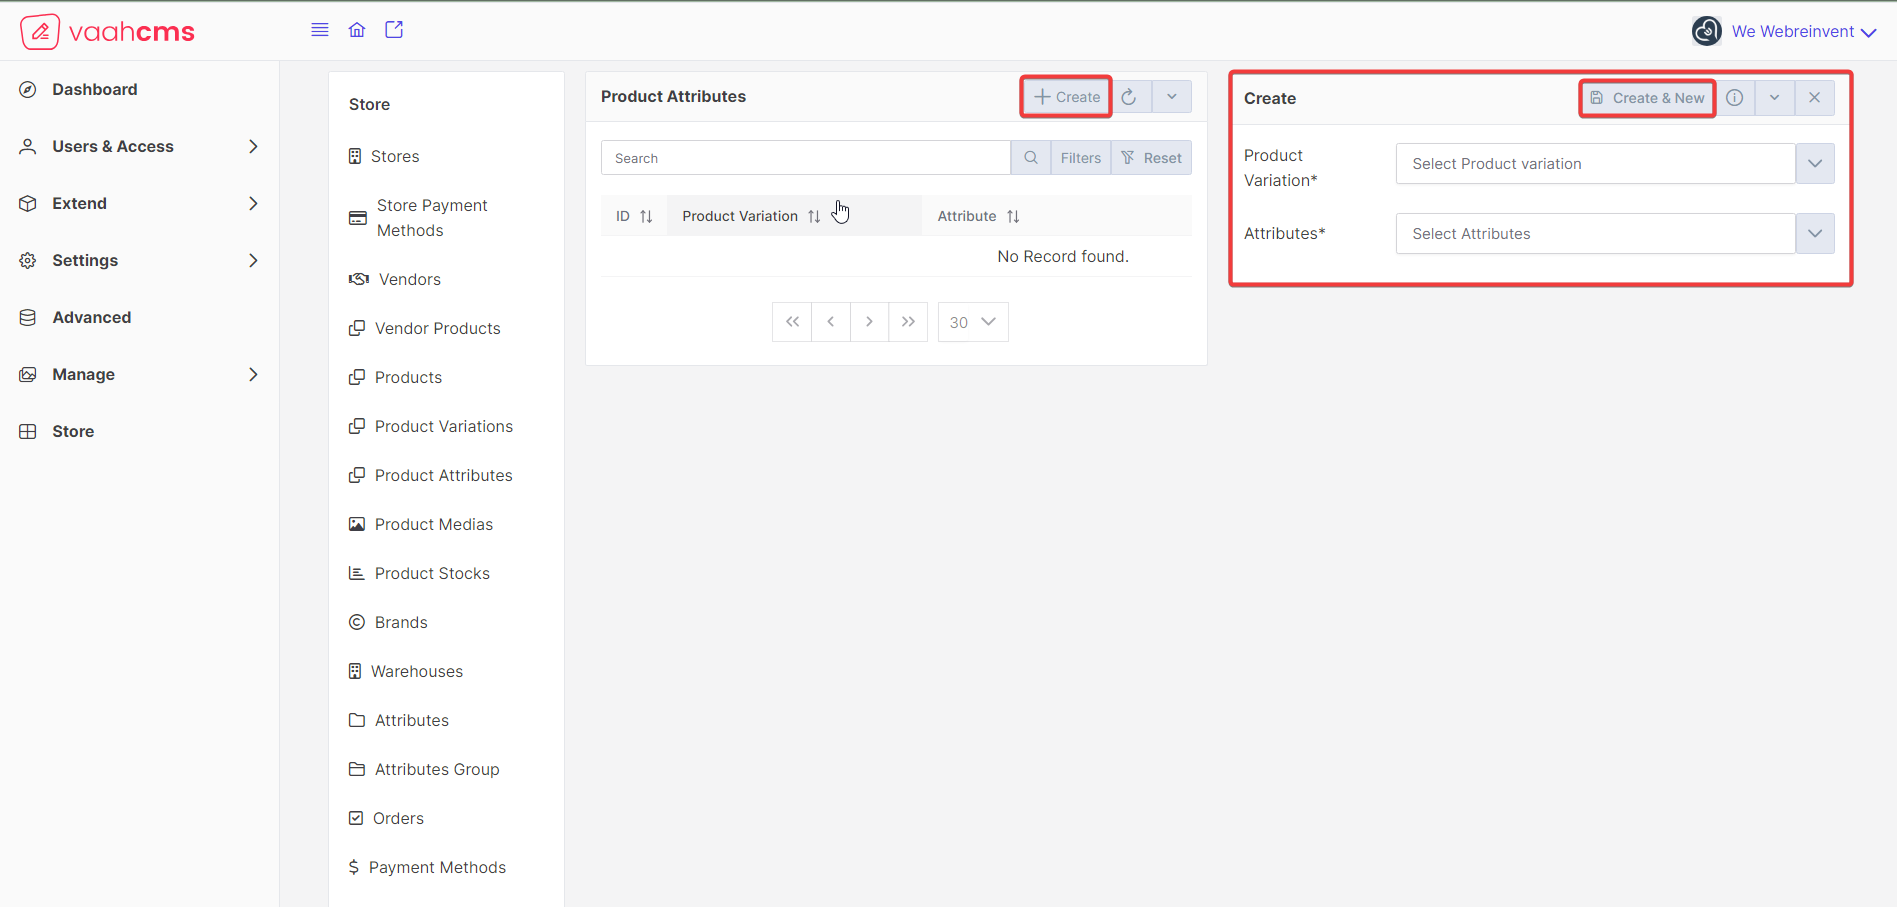 vaahcms
We Webreinvent
Dashboard
Users & Access
Extend
Settings
Advanced
Manage
Store
Store
Stores
Store Payment
Methods
Vendors
Vendor Products
Products
Product Variations
Product Attributes
Product Medias
Product Stocks
Brands
Warehouses
Attributes
Attributes Group
Orders
Payment Methods
Product Attributes
Create
Search
Filters
Reset
ID
Product Variation
Attribute
No Record found.
30
Create
Create & New
Product
Variation*
Select Product variation
Attributes*
Select Attributes